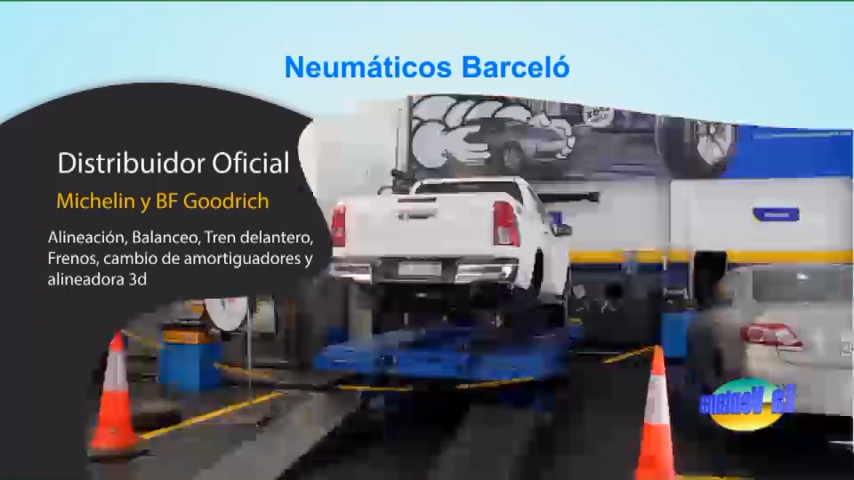 Neumáticos Barceló
Distribuidor Oficial
Michelin y BF Goodrich
Alineación, Balanceo, Tren delantero,
Frenos, cambio de amortiguadores y
alineadora 3d